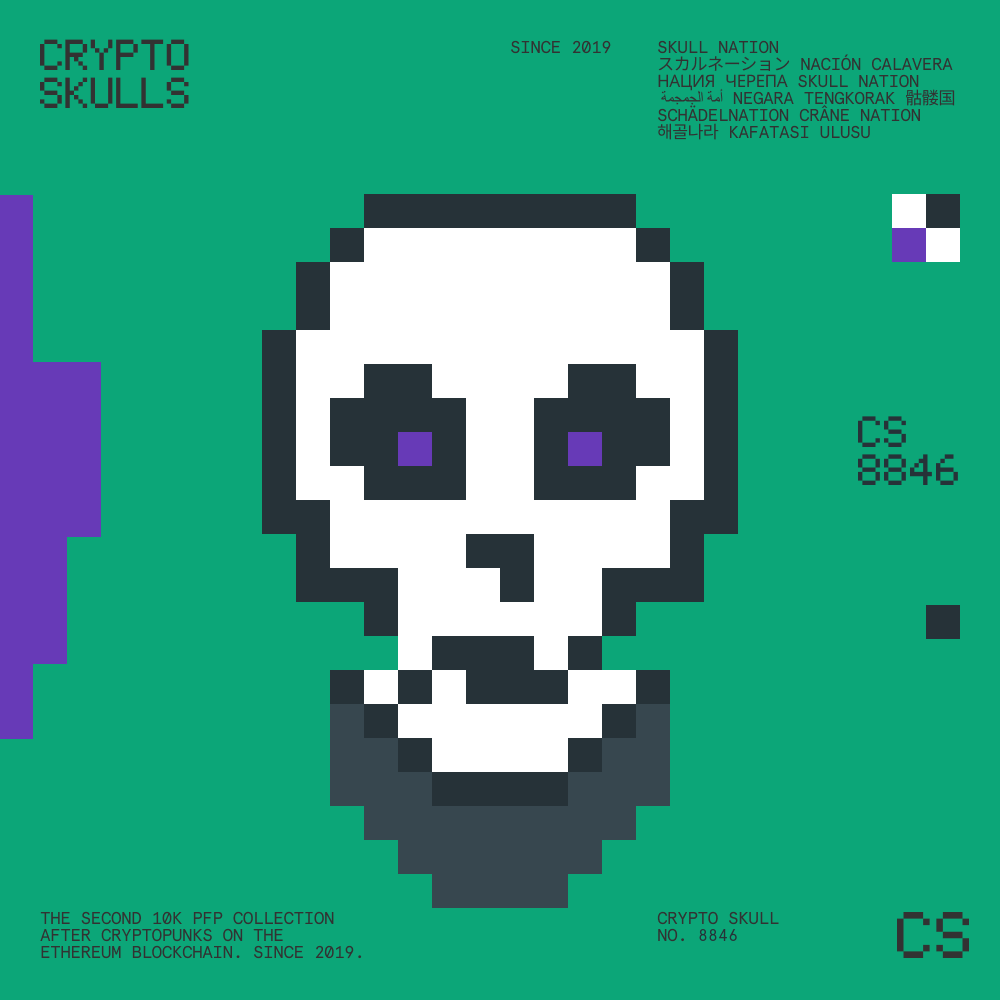 CRYPTO
SKULLS
SINCE 2019
SKULL NATION
スカルネーション NACIÓN CALAVERA
НАЦИЯ ЧЕРЕПА SKULL NATION
أمة الجمجمة NEGARA TENGKORAK 骷髅国
SCHÄDELNATION CRÂNE NATION
해골나라 KAFATASI ULUSU
CS
8846
THE SECOND 10K PFP COLLECTION
AFTER CRYPTOPUNKS ON THE
ETHEREUM BLOCKCHAIN. SINCE 2019.
CRYPTO SKULL
NO. 8846
CS